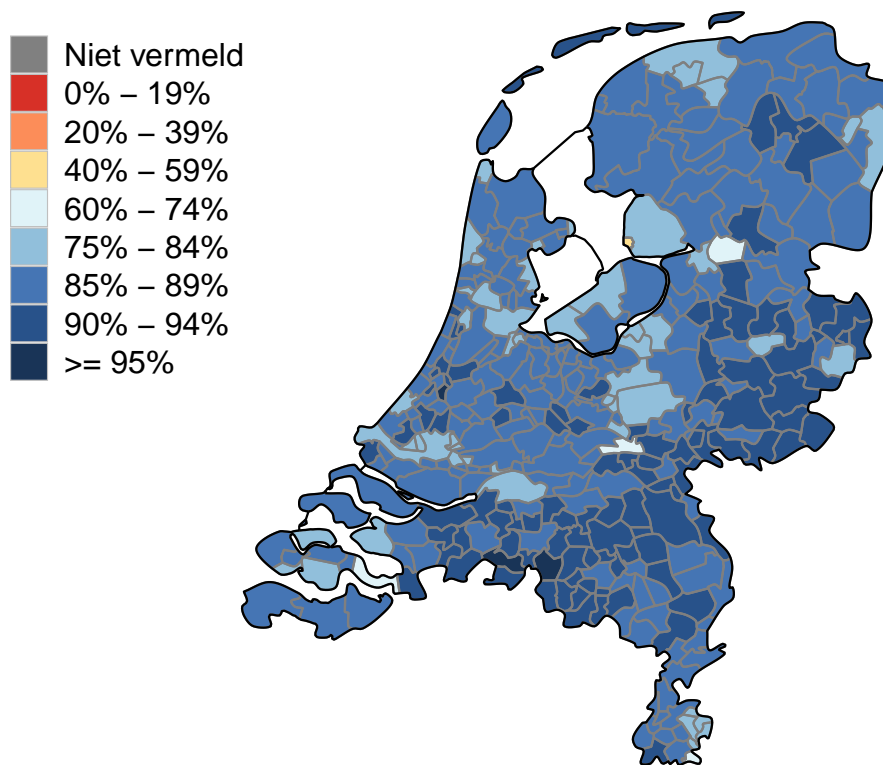 Niet vermeld
0% – 19%
20% – 39%
40% – 59%
60% – 74%
75% – 84%
85% – 89%
90% – 94%
>= 95%